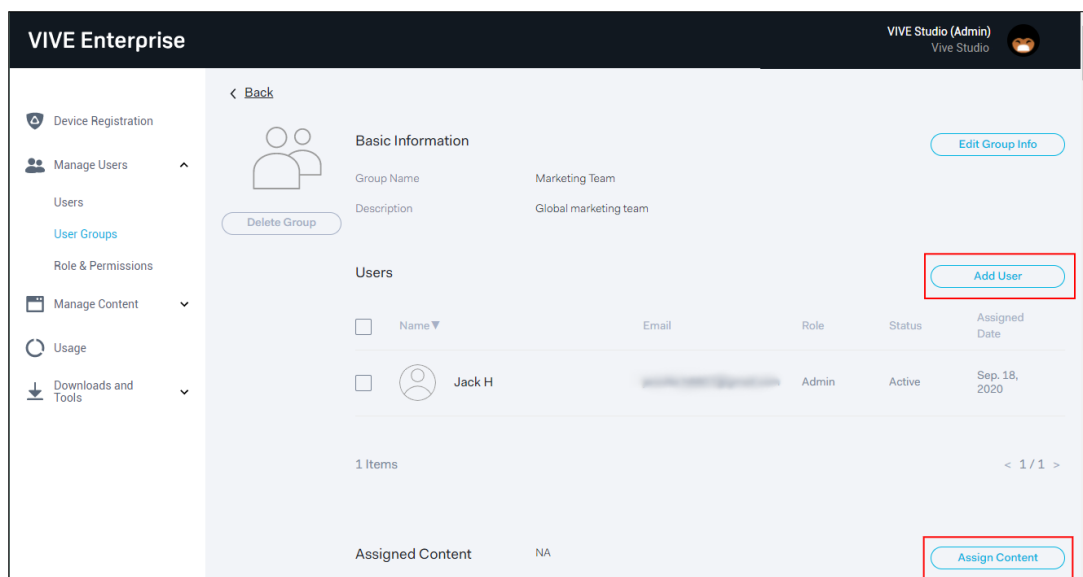 VIVE Enterprise
VIVE Studio (Admin)
Vive Studio
Device Registration
Manage Users
Users
User Groups
Role & Permissions
Manage Content
Usage
Downloads and
Tools
< Back
Delete Group
Basic Information
Edit Group Info
Group Name Marketing Team
Description Global marketing team
Users
Add User
Name▼ Email Role Status Assigned
Date
Jack H Admin Active Sep. 18,
2020
1 Items < 1 / 1 >
Assigned Content NA
Assign Content